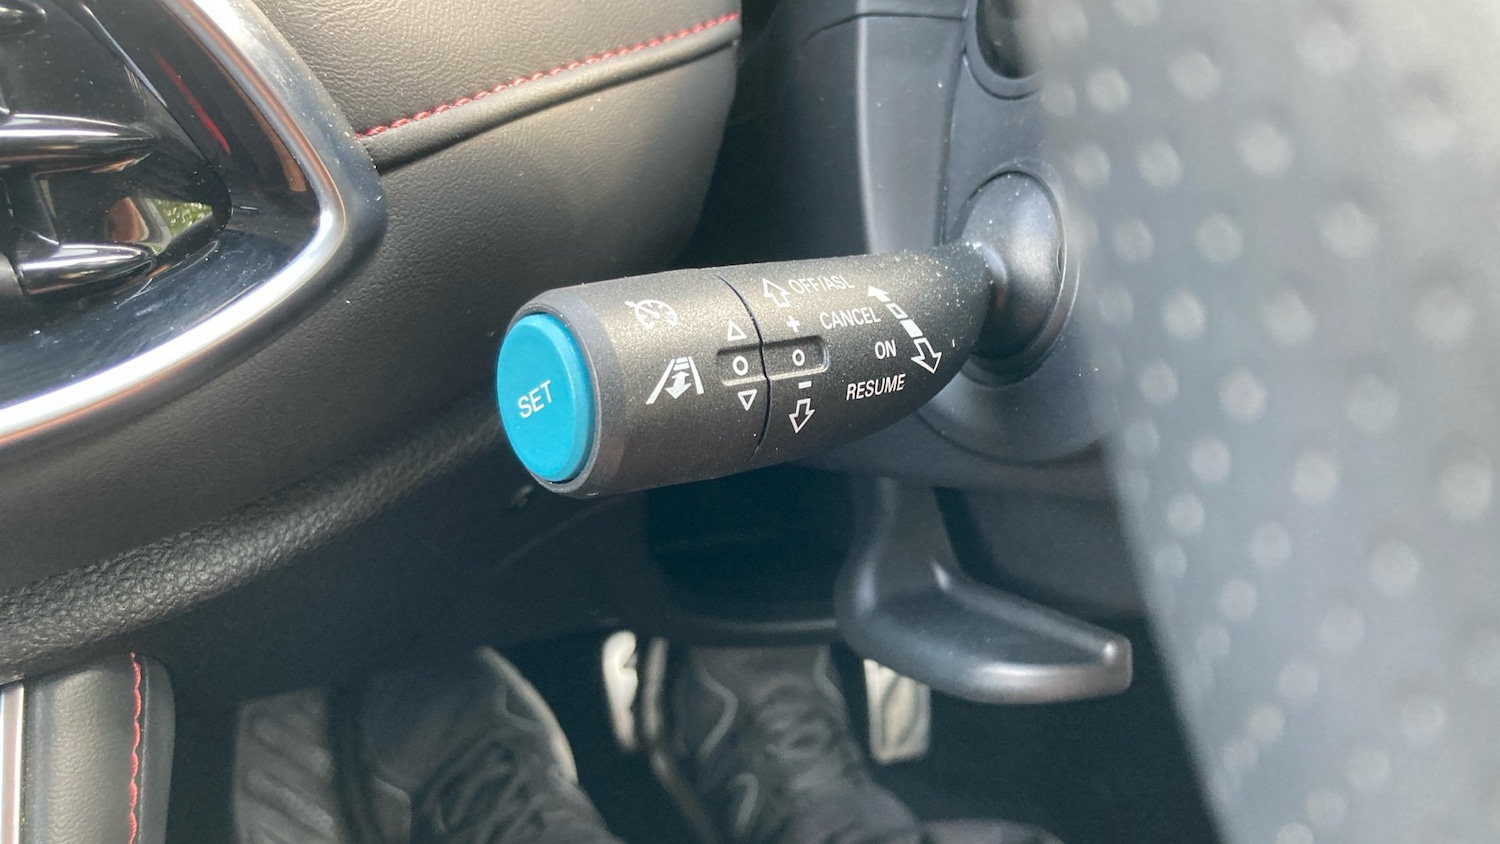 SET
OFF/ASL
CANCEL
ON
RESUME
+
-